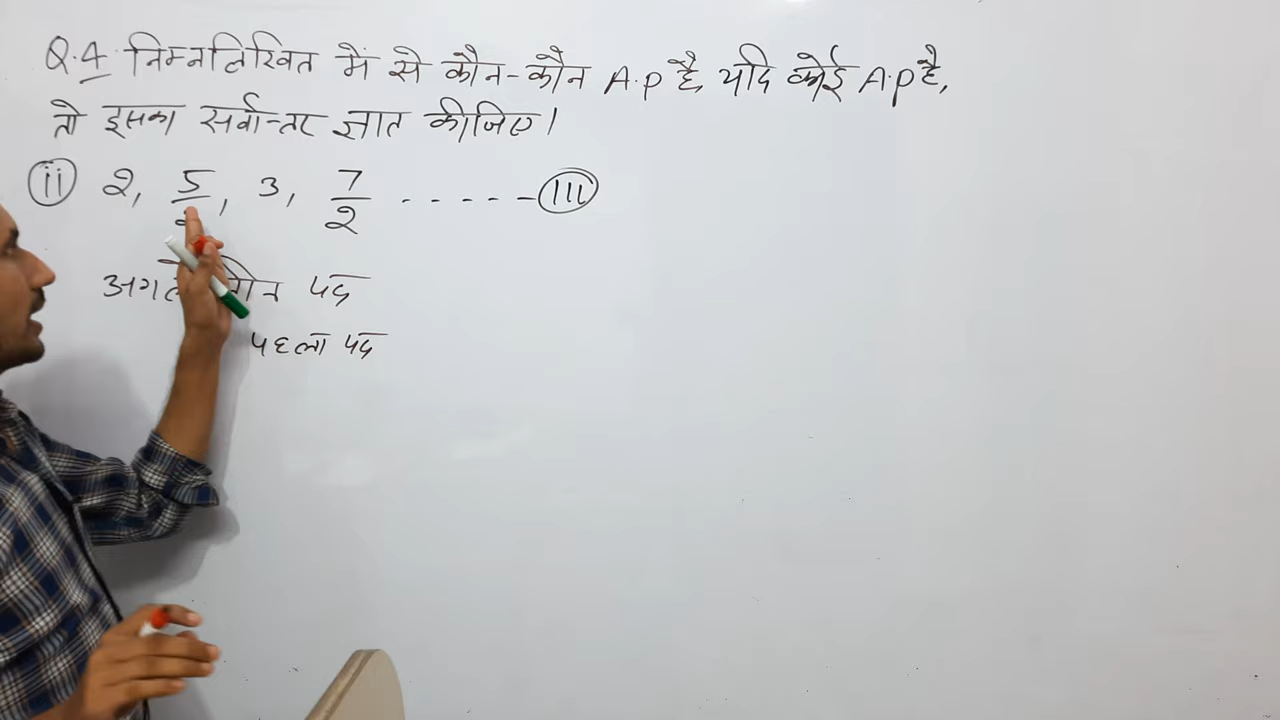 Q.4 निम्नलिखित में से कौन-कौन A.P है, यदि कोई A.P है,
तो इसका सर्वान्तर ज्ञात कीजिए।
(ii) 2, 5/2, 3, 7/2 ------ (III)
पद
पहला पद